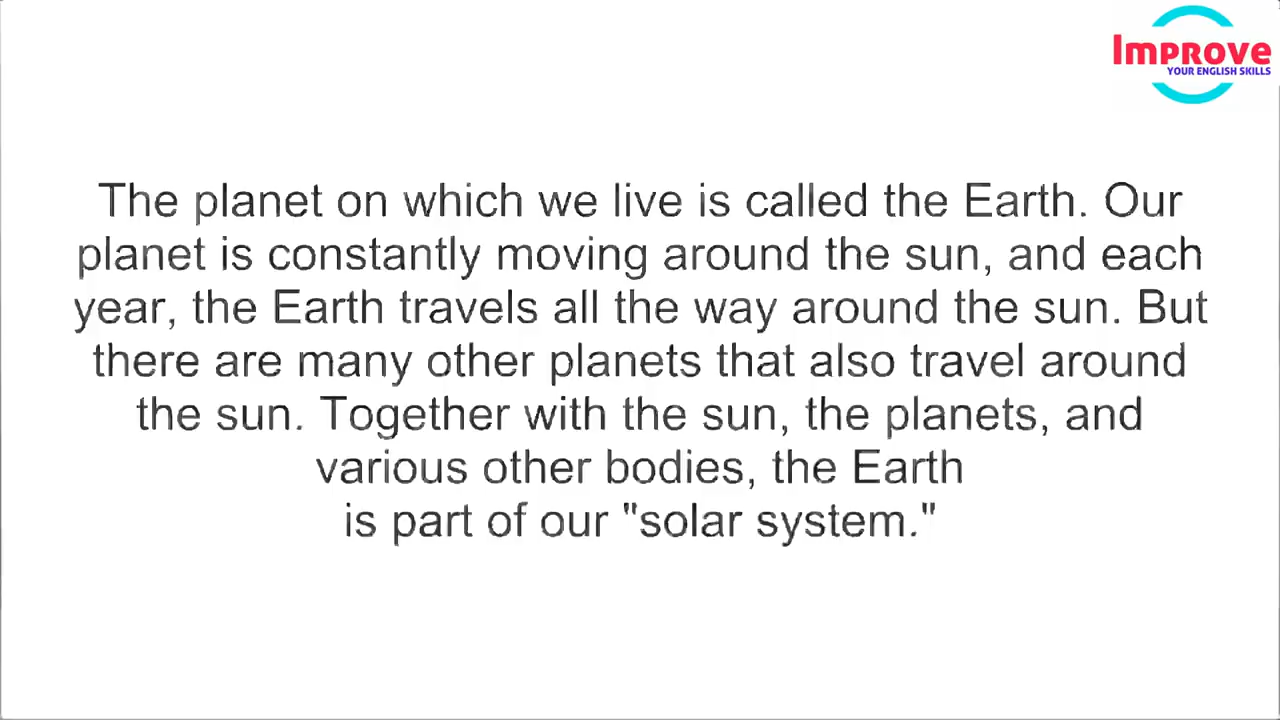 Improve
YOUR ENGLISH SKILLS
The planet on which we live is called the Earth. Our
planet is constantly moving around the sun, and each
year, the Earth travels all the way around the sun. But
there are many other planets that also travel around
the sun. Together with the sun, the planets, and
various other bodies, the Earth
is part of our "solar system."